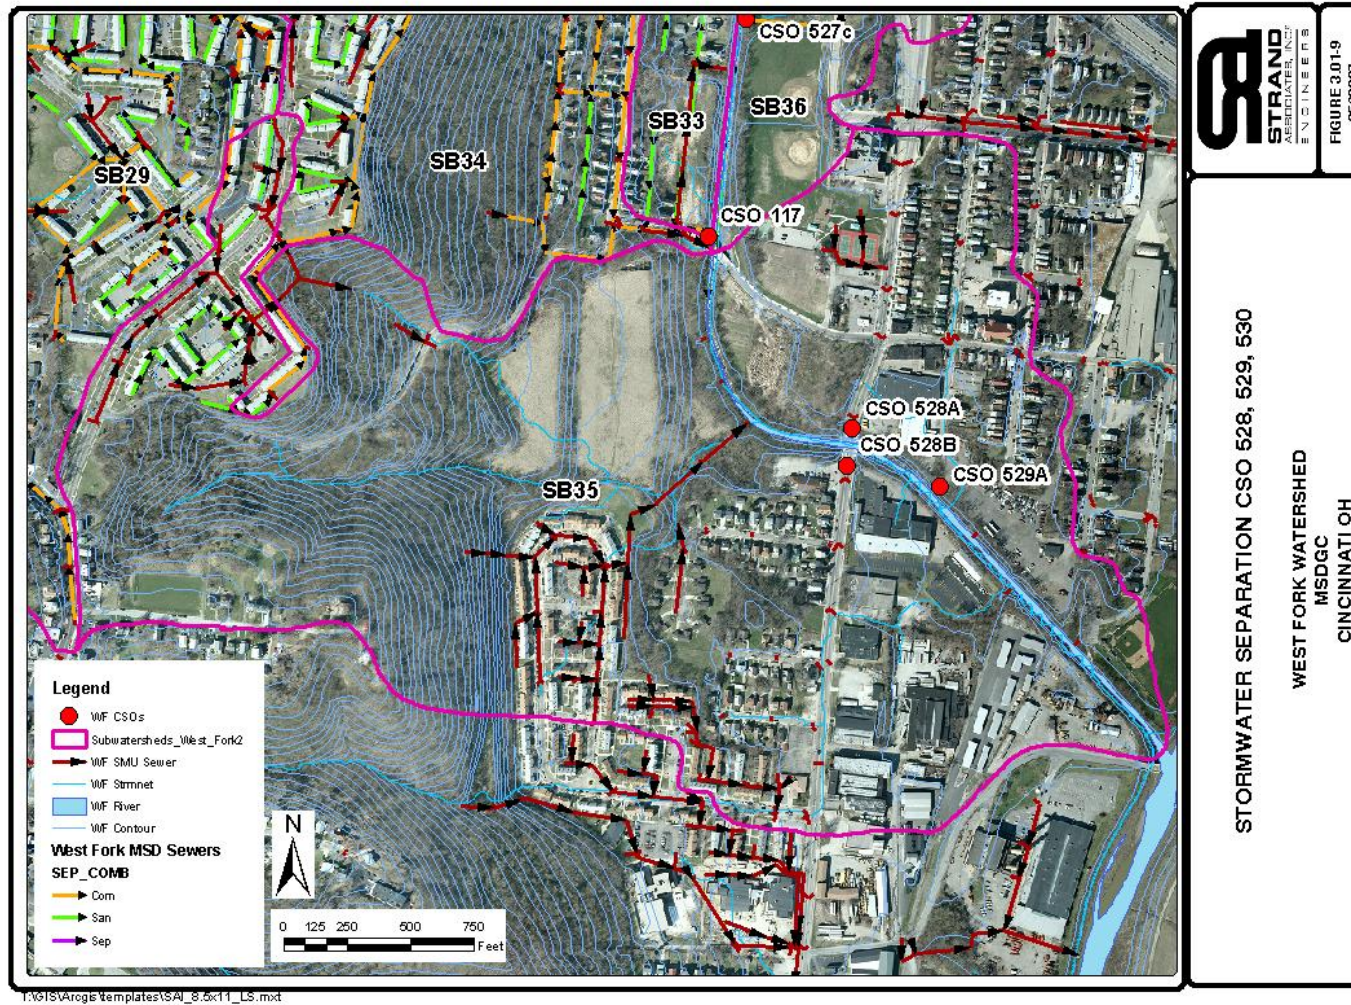 CSO 527c
SB36
SB33
SB34
SB29
CSO 117
CSO 528A
CSO 528B
CSO 529A
SB35
Legend
WF CSOs
Subwatersheds_West_Fork2
WF SMU Sewer
WF Strmnet
WF River
WF Contour
West Fork MSD Sewers
SEP_COMB
Com
San
Sep
N
0 125 250 500 750
Feet
T:\GIS\Arcgis\templates\SAI_8.5x11_LS.mxd
STRAND
ASSOCIATES, INC.
ENGINEERS
FIGURE 3.01-9
STORMWATER SEPARATION CSO 528, 529, 530
WEST FORK WATERSHED
MSDGC
CINCINNATI OH